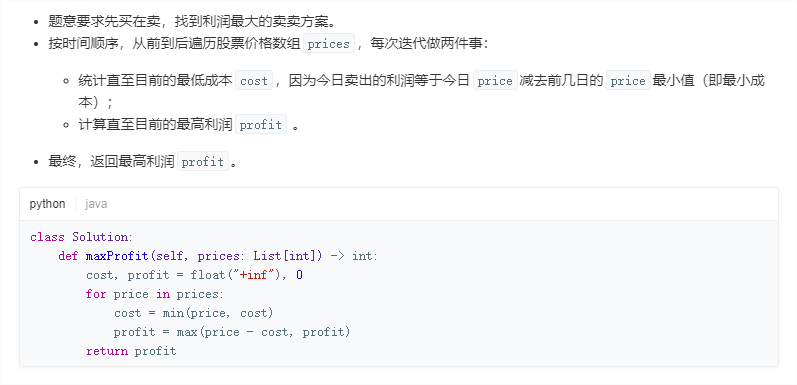 题意要求先买在卖，找到利润最大的卖卖方案。
按时间顺序，从前到后遍历股票价格数组 prices ，每次迭代做两件事：
统计直至目前的最低成本 cost ，因为今日卖出的利润等于今日 price 减去前几日的 price 最小值（即最小成
本）；
计算直至目前的最高利润 profit 。
最终，返回最高利润 profit 。
python java
class Solution:
    def maxProfit(self, prices: List[int]) -> int:
        cost, profit = float("+inf"), 0
        for price in prices:
            cost = min(price, cost)
            profit = max(price - cost, profit)
        return profit